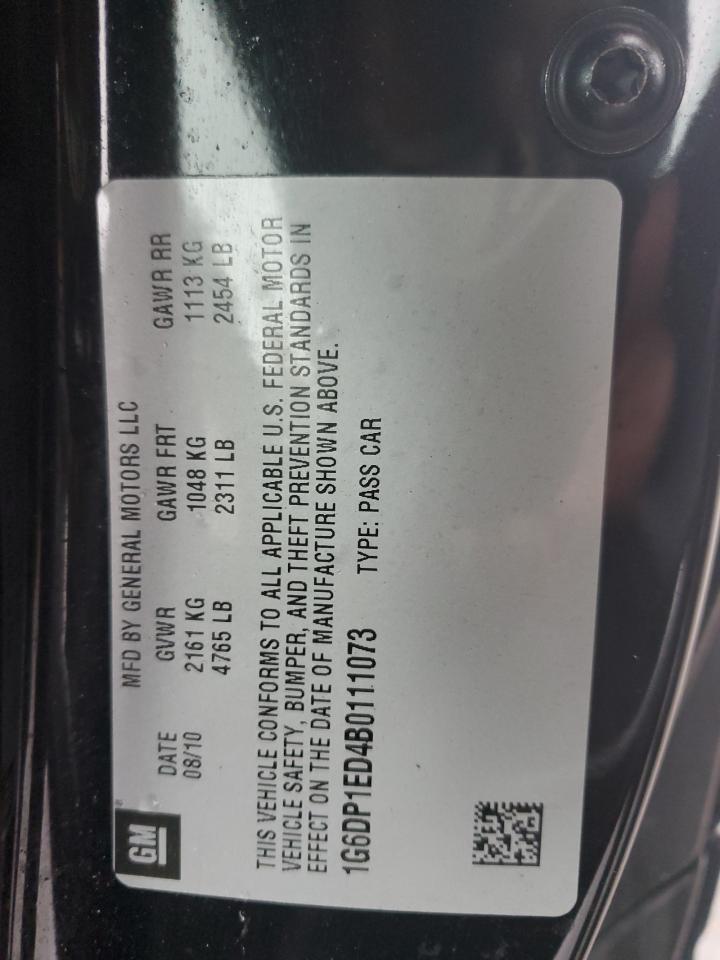 GM
MFD BY GENERAL MOTORS LLC
DATE GVWR GAWR FRT GAWR RR
08/10 2161 KG 1048 KG 1113 KG
4765 LB 2311 LB 2454 LB
THIS VEHICLE CONFORMS TO ALL APPLICABLE U.S. FEDERAL MOTOR
VEHICLE SAFETY, BUMPER, AND THEFT PREVENTION STANDARDS IN
EFFECT ON THE DATE OF MANUFACTURE SHOWN ABOVE.
1G6DP1ED4B0111073 TYPE: PASS CAR